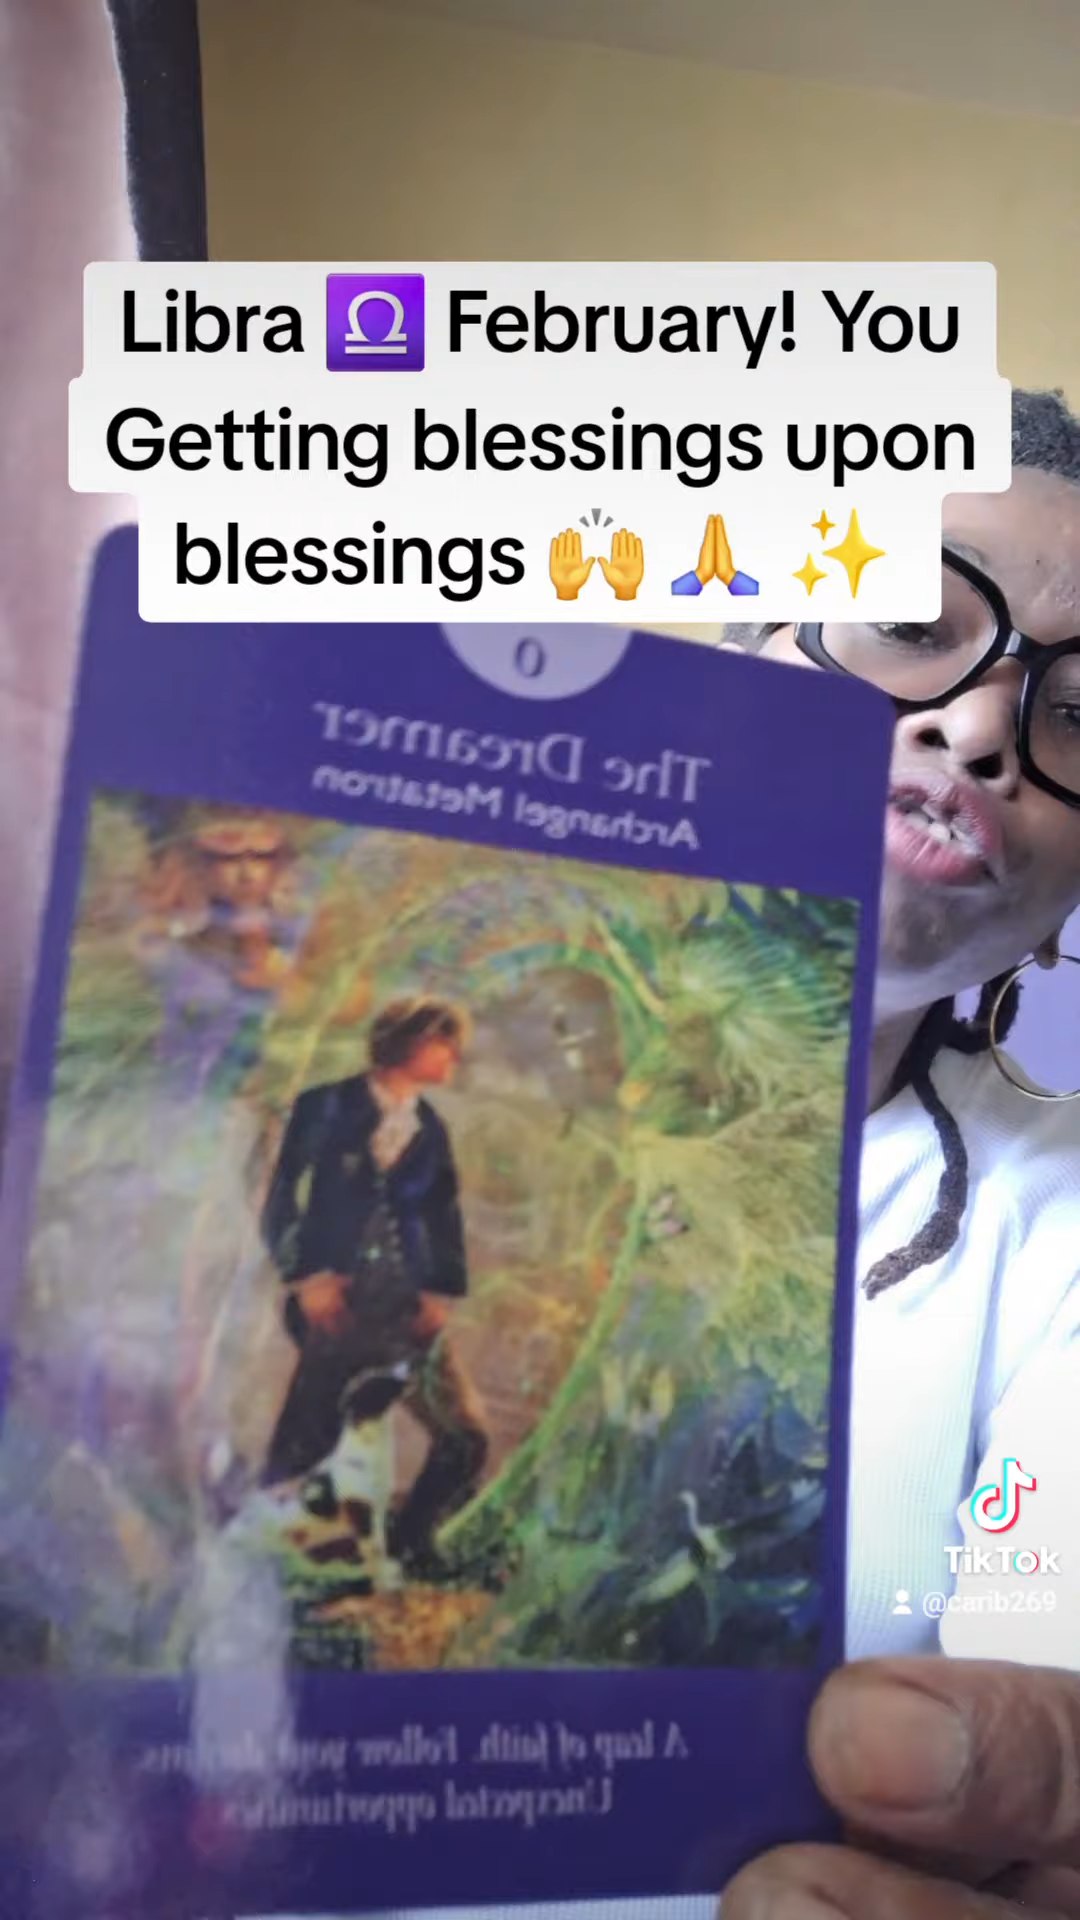 Libra ♎ February! You
Getting blessings upon
blessings 🙌 🙏 ✨
0
The Dreamer
Archangel Metatron
A leap of faith. Follow your dreams.
Unexpected opportunities.
TikTok
@carib269